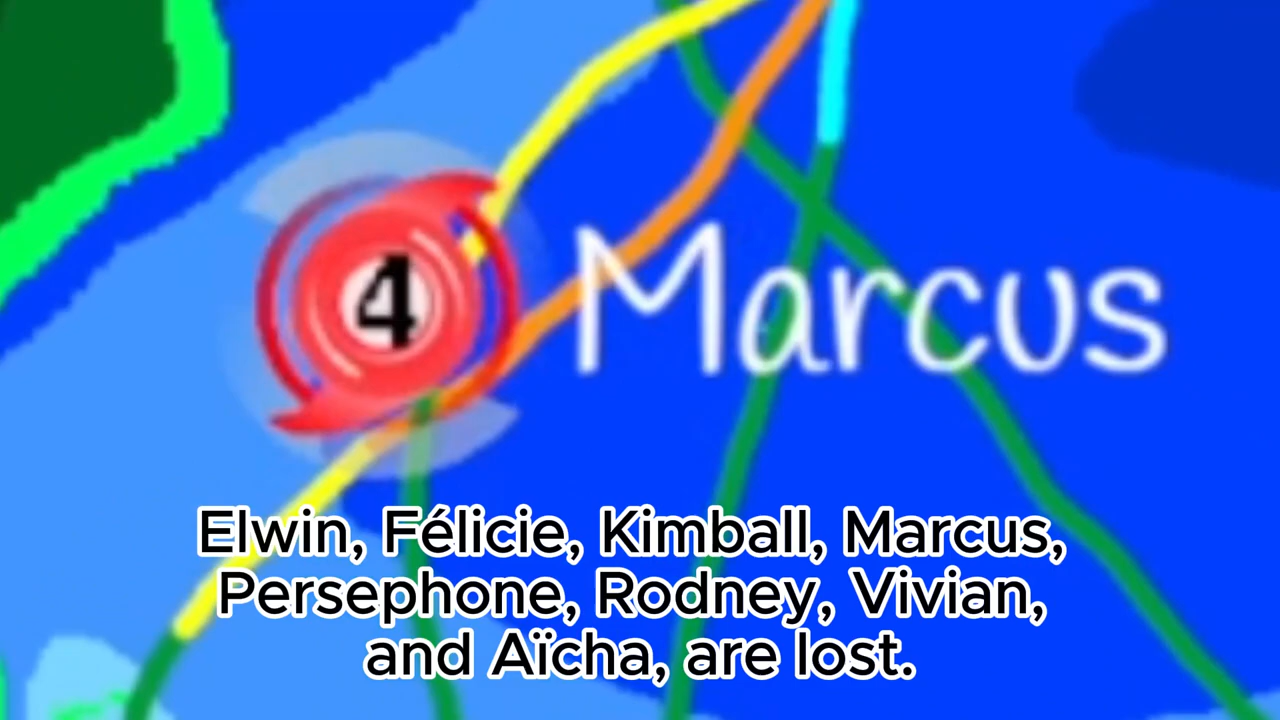 4
Marcus
Elwin, Félicie, Kimball, Marcus,
Persephone, Rodney, Vivian,
and Aïcha, are lost.